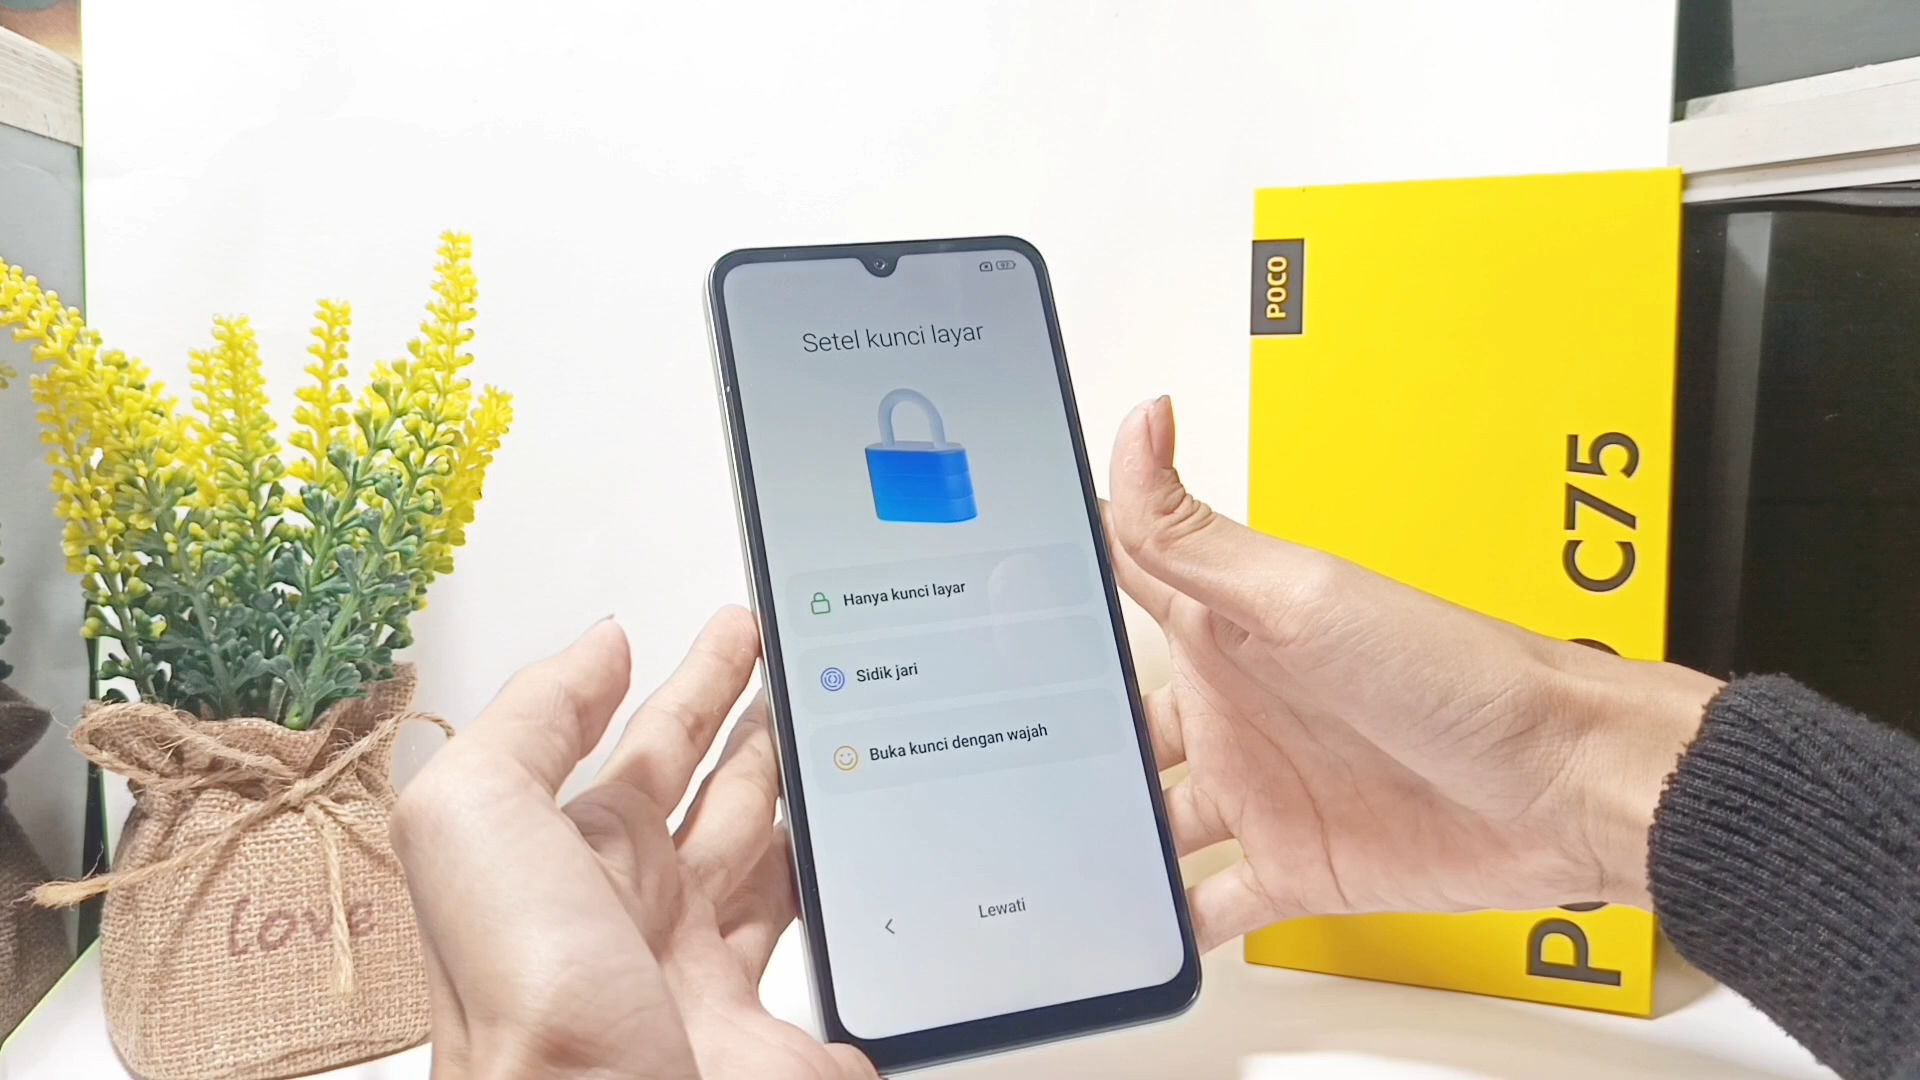 Setel kunci layar
Hanya kunci layar
Sidik jari
Buka kunci dengan wajah
Lewati
POCO
C75
Love